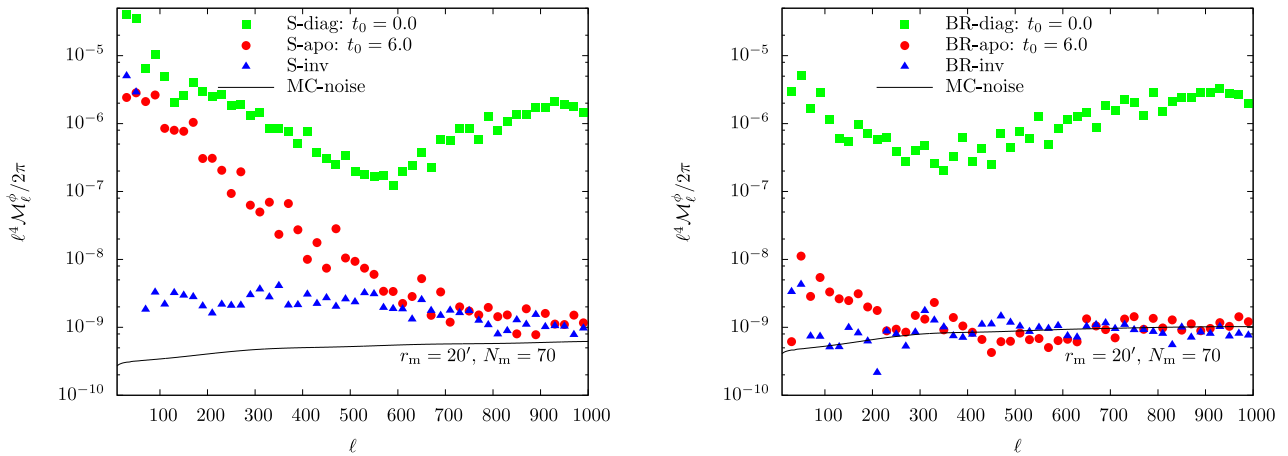 S-diag: t_0 = 0.0
S-apo: t_0 = 6.0
S-inv
MC-noise
10^{-5}
10^{-6}
10^{-7}
10^{-8}
10^{-9}
10^{-10}
ℓ^4 M_ℓ^ϕ/2π
r_m = 20′, N_m = 70
100 200 300 400 500 600 700 800 900 1000
ℓ
BR-diag: t_0 = 0.0
BR-apo: t_0 = 6.0
BR-inv
MC-noise
10^{-5}
10^{-6}
10^{-7}
10^{-8}
10^{-9}
10^{-10}
ℓ^4 M_ℓ^ϕ/2π
r_m = 20′, N_m = 70
100 200 300 400 500 600 700 800 900 1000
ℓ